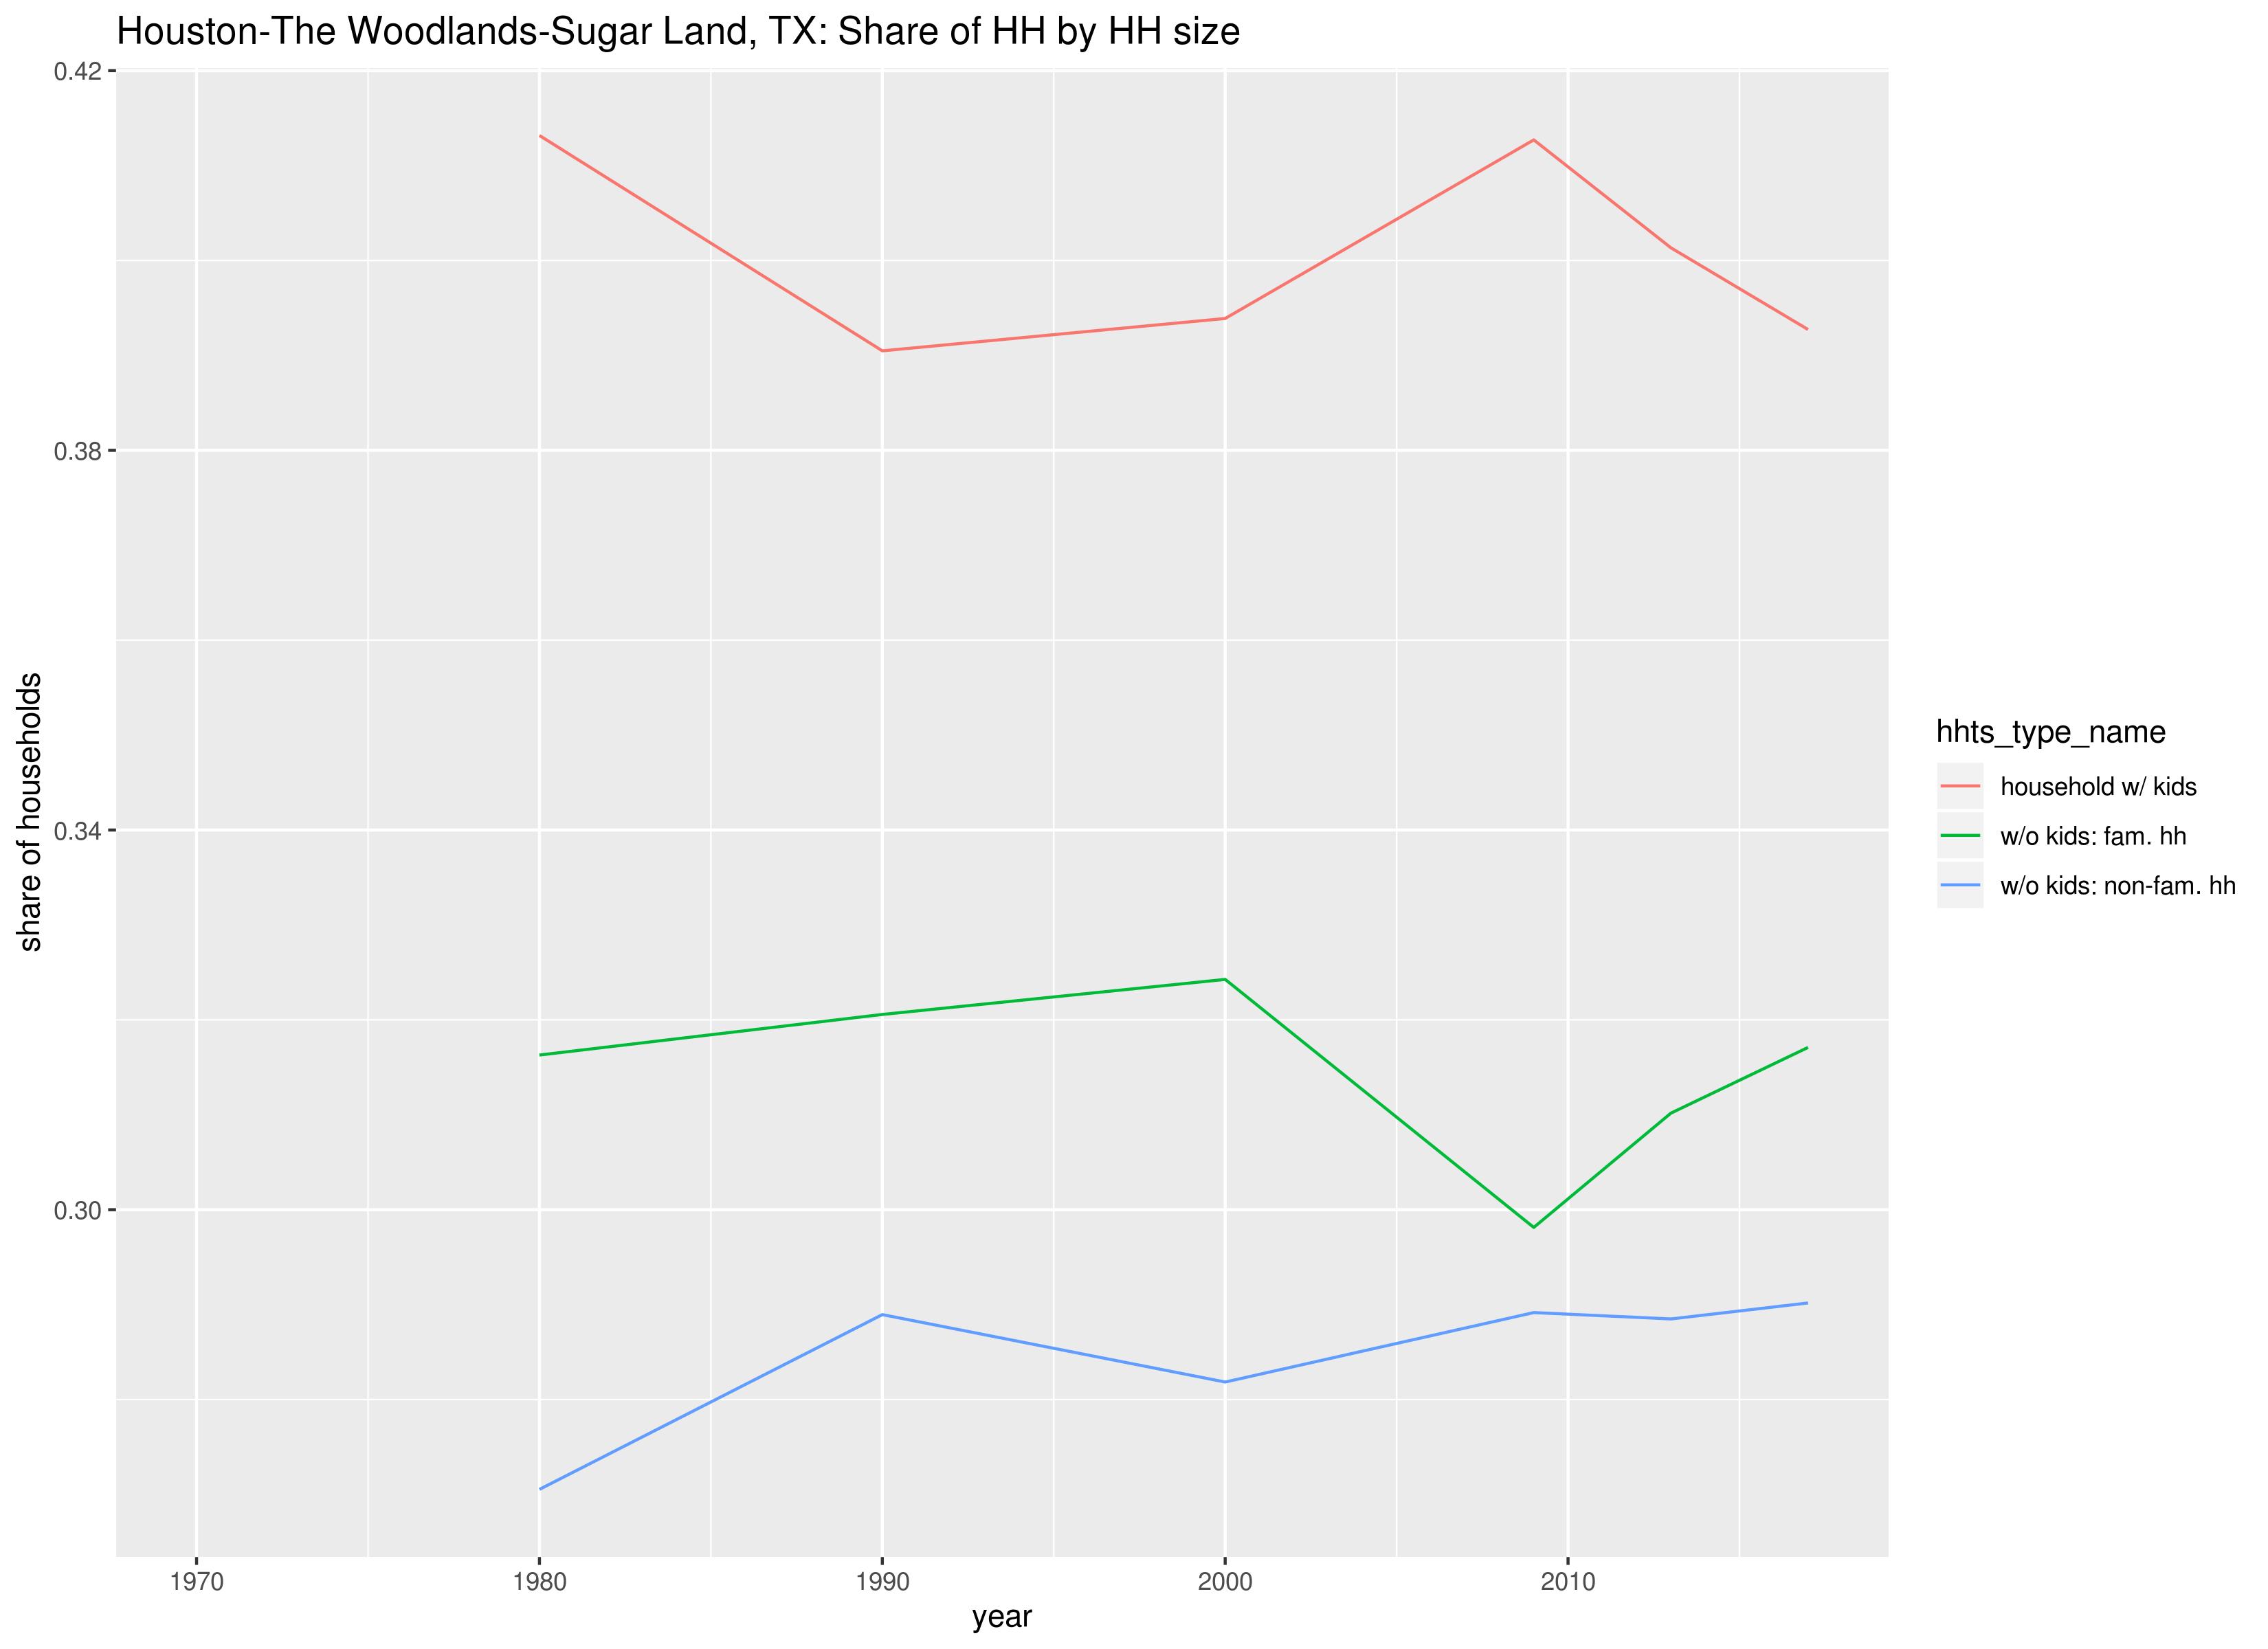 Houston-The Woodlands-Sugar Land, TX: Share of HH by HH size
0.42
0.38
0.34
0.30
share of households
1970 1980 1990 2000 2010
year
hhts_type_name
household w/ kids
w/o kids: fam. hh
w/o kids: non-fam. hh